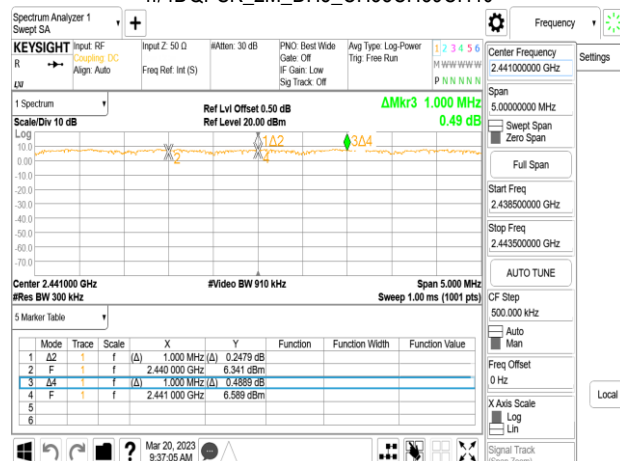 Spectrum Analyzer 1
Swept SA
+
Frequency
Settings
KEYSIGHT
R
Input: RF
Coupling: DC
Align: Auto
Input Z: 50 Ω
Freq Ref: Int (S)
#Atten: 30 dB
PNO: Best Wide
Gate: Off
IF Gain: Low
Sig Track: Off
Avg Type: Log-Power
Trig: Free Run
1 2 3 4 5 6
M W W W W W
P N N N N N
Center Frequency
2.441000000 GHz
Span
5.00000000 MHz
Swept Span
Zero Span
Full Span
Start Freq
2.438500000 GHz
Stop Freq
2.443500000 GHz
AUTO TUNE
CF Step
500.000 kHz
Auto
Man
Freq Offset
0 Hz
X Axis Scale
Log
Lin
Signal Track
Local
1 Spectrum
Scale/Div 10 dB
Ref Lvl Offset 0.50 dB
Ref Level 20.00 dBm
ΔMkr3 1.000 MHz
0.49 dB
Log
10.0
0.00
-10.0
-20.0
-30.0
-40.0
-50.0
-60.0
-70.0
2
1Δ2
4
3Δ4
Center 2.441000 GHz
#Res BW 300 kHz
#Video BW 910 kHz
Span 5.000 MHz
Sweep 1.00 ms (1001 pts)
5 Marker Table
Mode Trace Scale X Y Function Function Width Function Value
1 Δ2 1 f (Δ) 1.000 MHz (Δ) 0.2479 dB
2 F 1 f 2.440 000 GHz 6.341 dBm
3 Δ4 1 f (Δ) 1.000 MHz (Δ) 0.4889 dB
4 F 1 f 2.441 000 GHz 6.589 dBm
5
6
?
Mar 20, 2023
9:37:05 AM